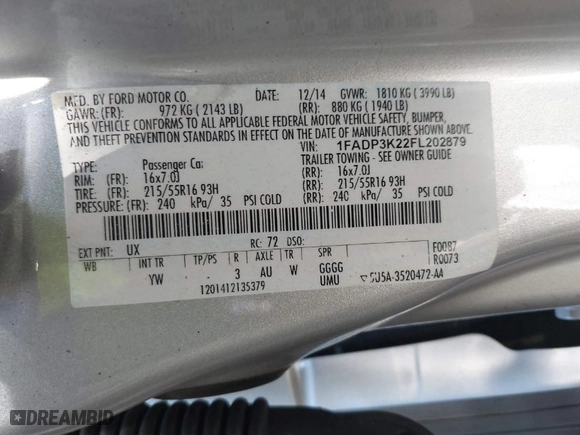 MFD. BY FORD MOTOR CO. DATE: 12/14 GVWR: 1810 KG ( 3990 LB)
GAWR: (FR): 972 KG ( 2143 LB) (RR): 880 KG ( 1940 LB)
THIS VEHICLE CONFORMS TO ALL APPLICABLE FEDERAL MOTOR VEHICLE SAFETY, BUMPER,
AND THEFT PREVENTION STANDARDS IN EFFECT ON THE DATE OF MANUFACTURE SHOWN ABOVE.
VIN: 1FADP3K22FL202879
TYPE: Passenger Ca: TRAILER TOWING - SEE OWNER GUIDE
RIM: (FR): 16x7.0J (RR): 16x7.0J
TIRE: (FR): 215/55R16 93H (RR): 215/55R16 93H
PRESSURE: (FR): 240 kPa/ 35 PSI COLD (RR): 240 kPa/ 35 PSI COLD
EXT PNT: UX RC: 72 DSO: F0087
WB INT TR TP/PS R AXLE TR SPR R0073
YW - 3 AU W GGGG
UMU
1201412135379
5U5A-3520472-AA
DREAMBID